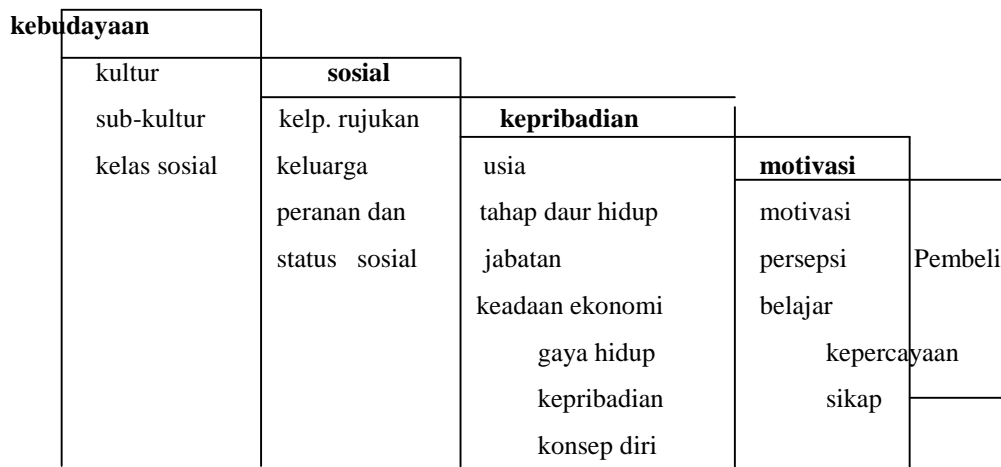 kebudayaan
kultur
sub-kultur
kelas sosial
sosial
kelp. rujukan
keluarga
peranan dan
status sosial
kepribadian
usia
tahap daur hidup
jabatan
keadaan ekonomi
gaya hidup
kepribadian
konsep diri
motivasi
motivasi
persepsi
belajar
kepercayaan
sikap
Pembeli